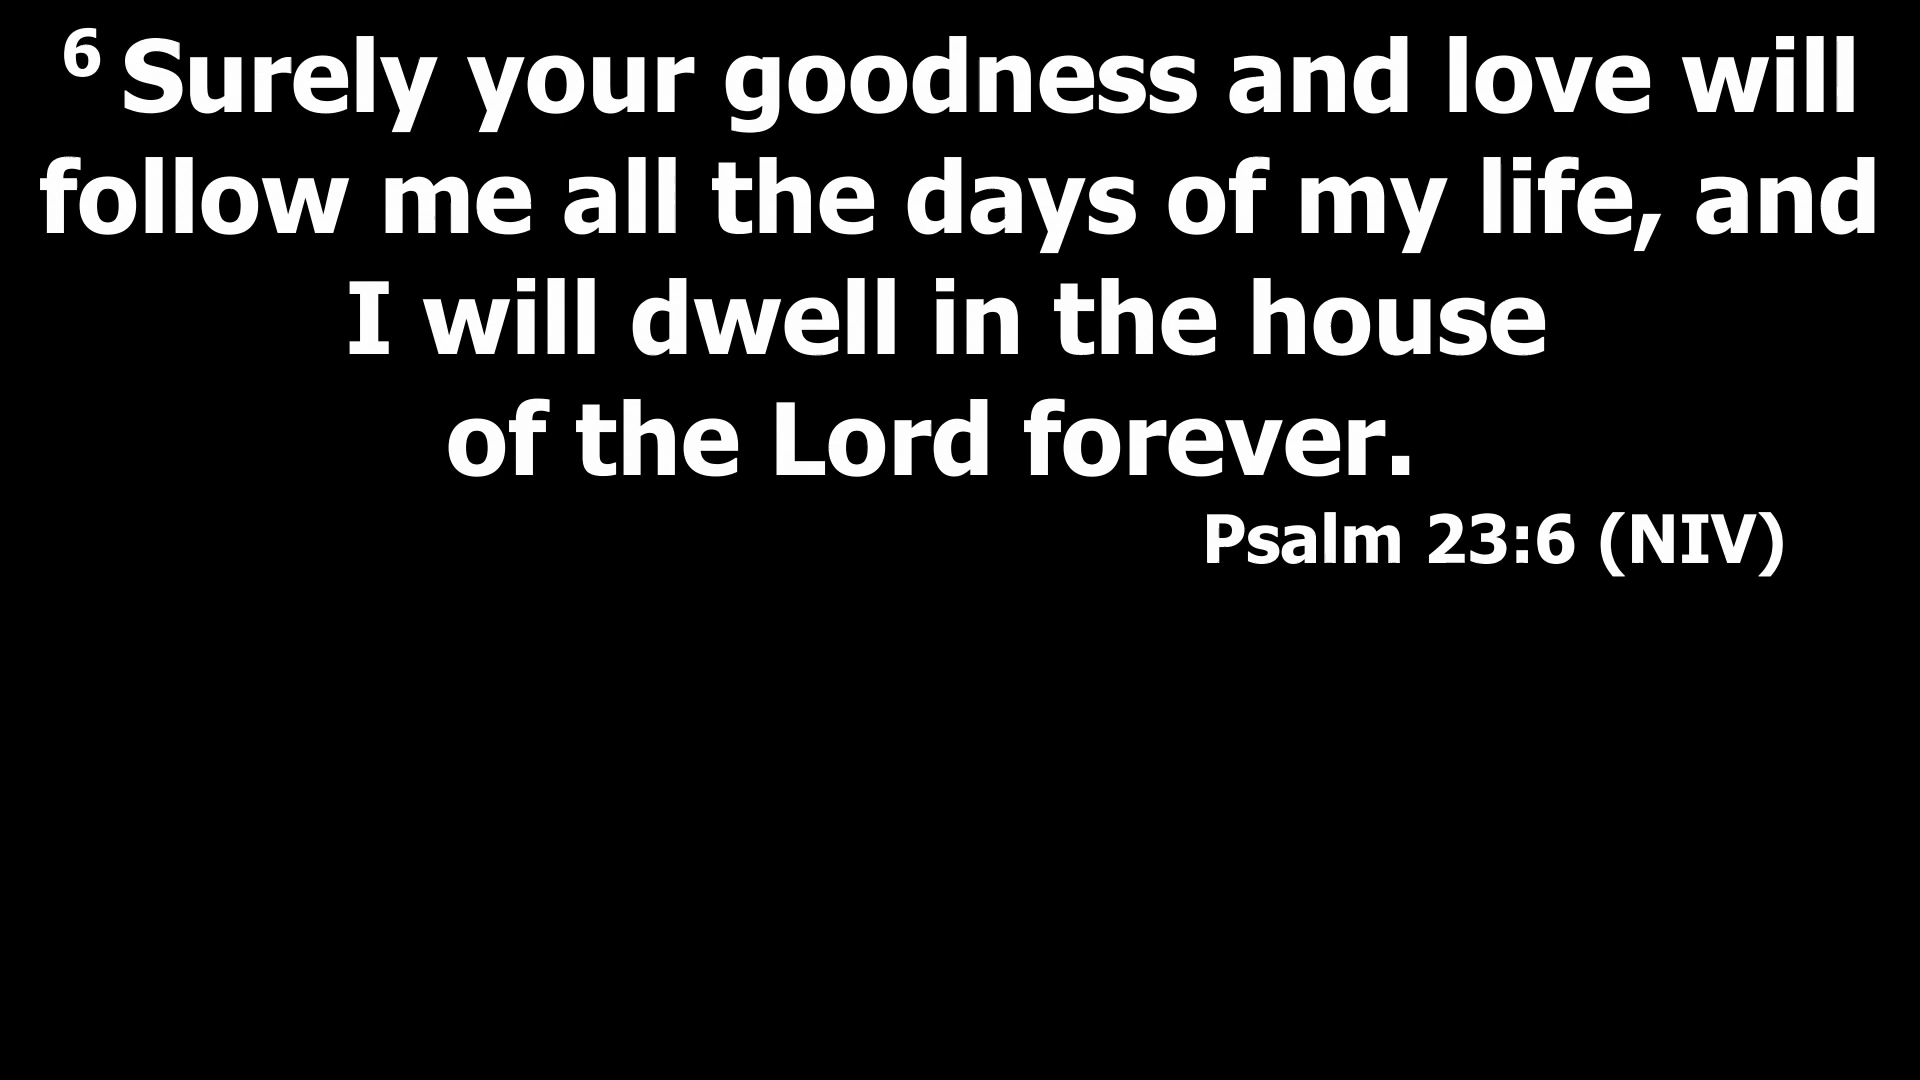 6 Surely your goodness and love will
follow me all the days of my life, and
I will dwell in the house
of the Lord forever.
Psalm 23:6 (NIV)